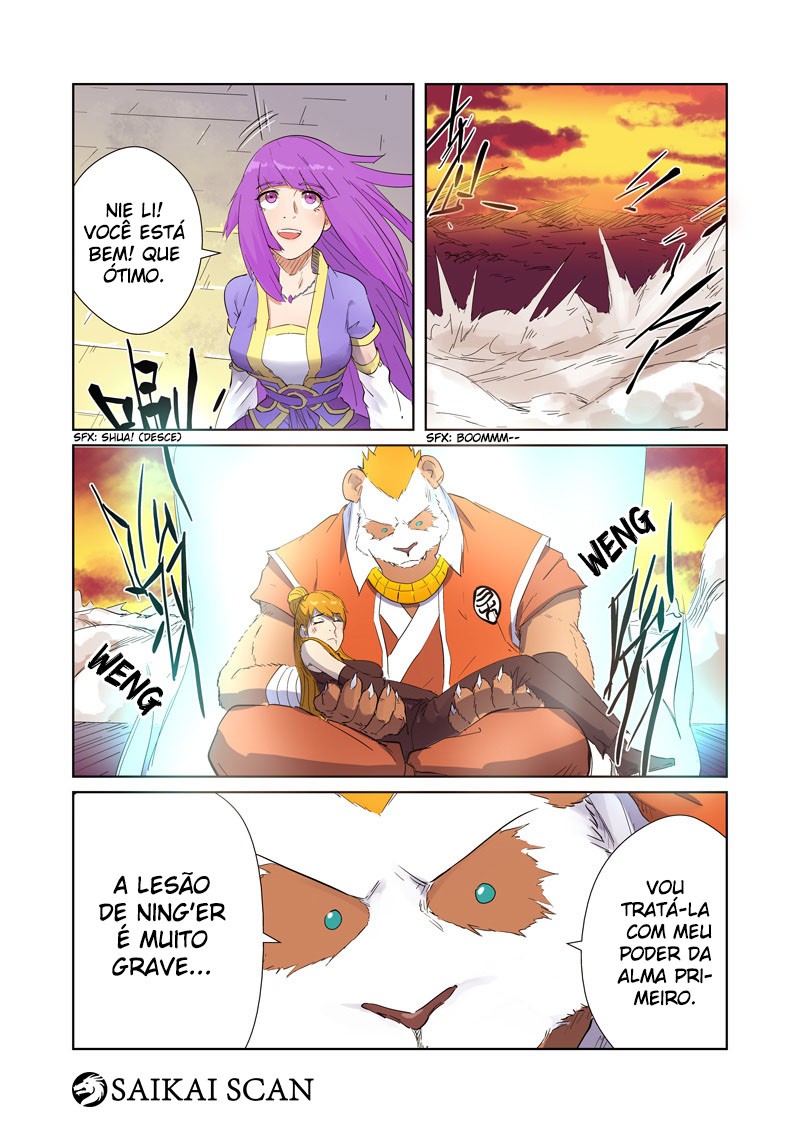 NIE LI!
VOCÊ ESTÁ
BEM! QUE
ÓTIMO.
SFX: SHUA! (DESCE)
SFX: BOOMMM--
WENG
WENG
A LESÃO
DE NING'ER
É MUITO
GRAVE...
VOU
TRATÁ-LA
COM MEU
PODER DA
ALMA PRI-
MEIRO.
SAIKAI SCAN